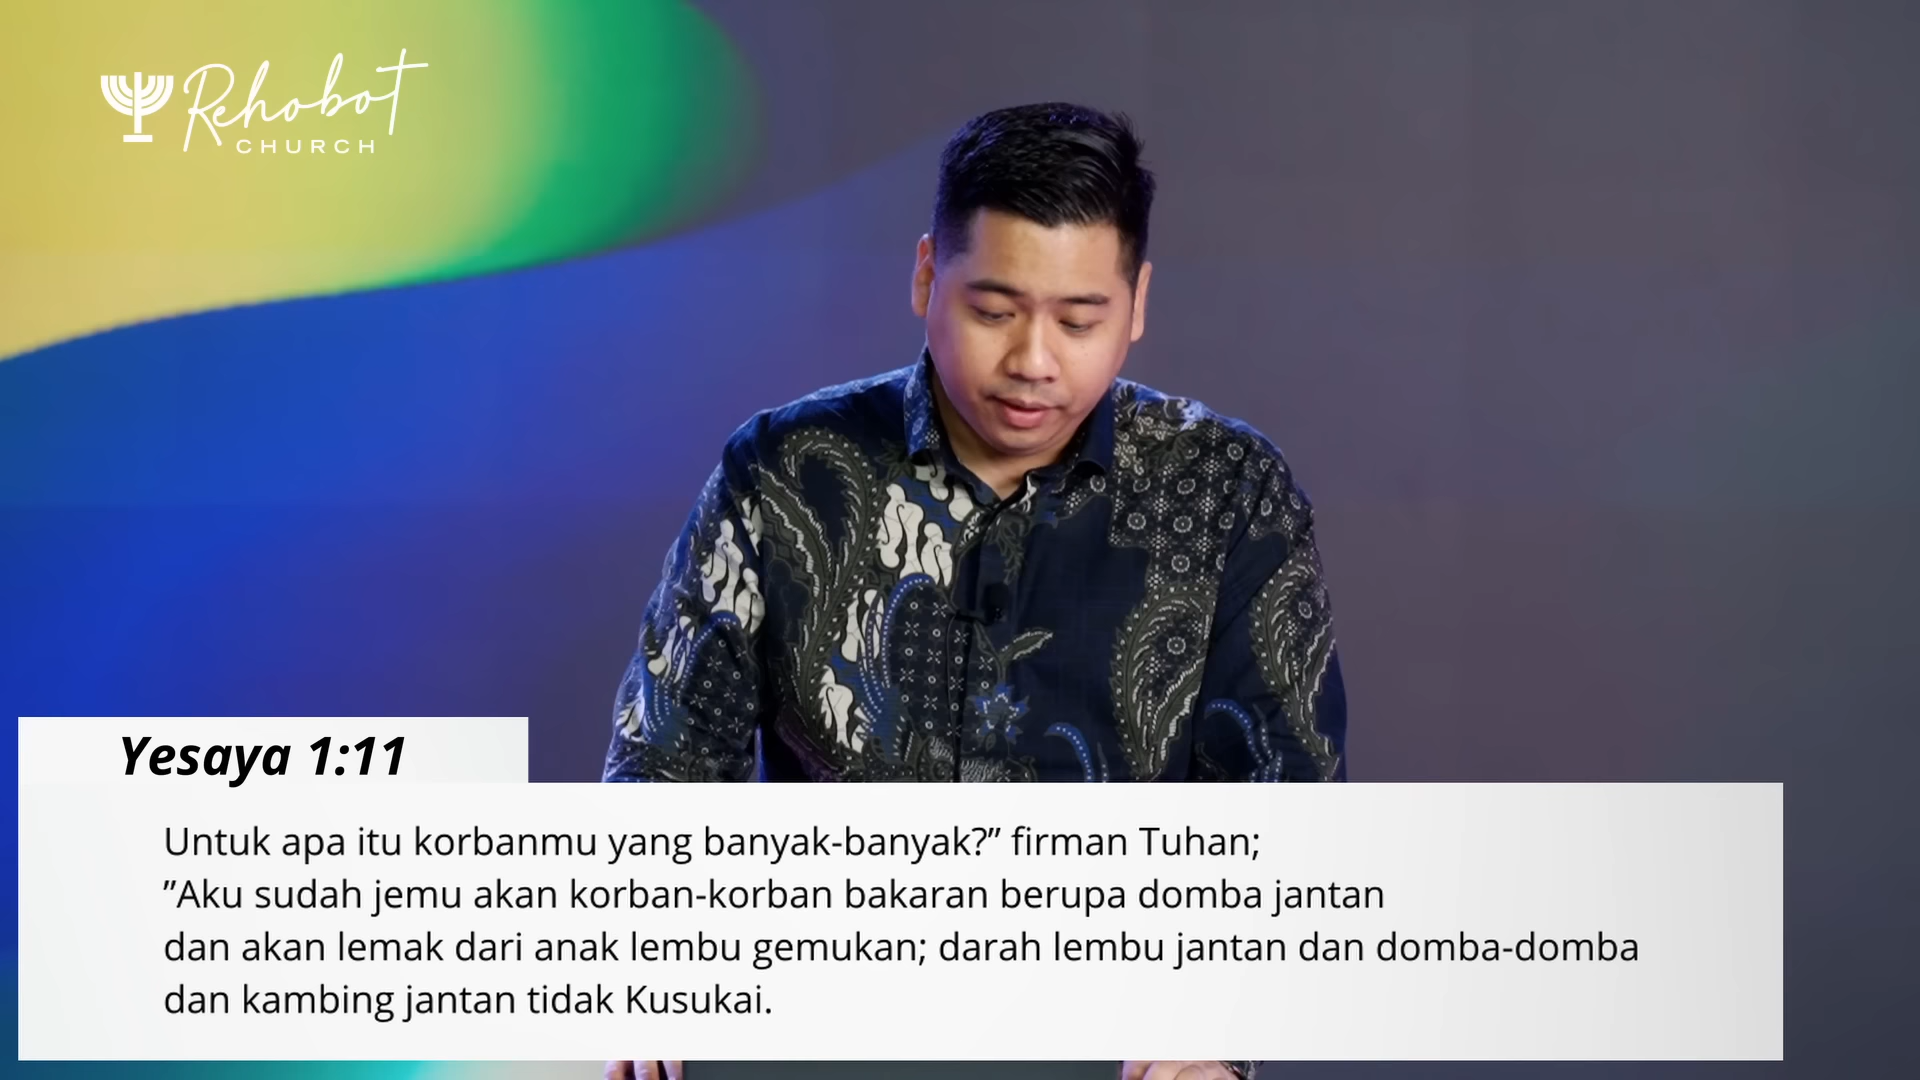 Rehobot
CHURCH
Yesaya 1:11
Untuk apa itu korbanmu yang banyak-banyak?” firman Tuhan;
”Aku sudah jemu akan korban-korban bakaran berupa domba jantan
dan akan lemak dari anak lembu gemukan; darah lembu jantan dan domba-domba
dan kambing jantan tidak Kusukai.